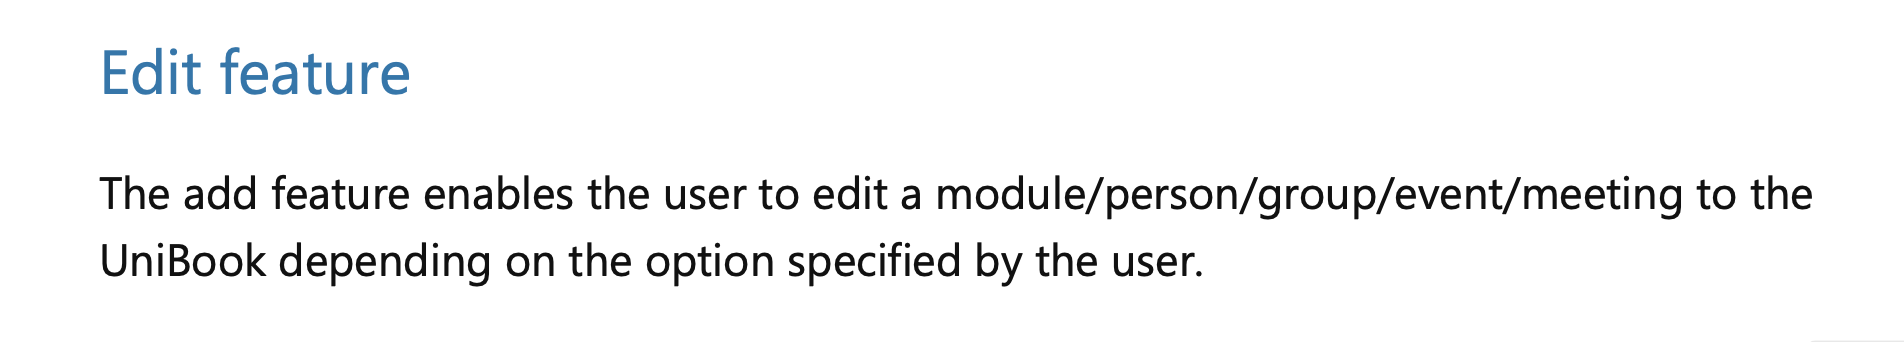 Edit feature
The add feature enables the user to edit a module/person/group/event/meeting to the
UniBook depending on the option specified by the user.